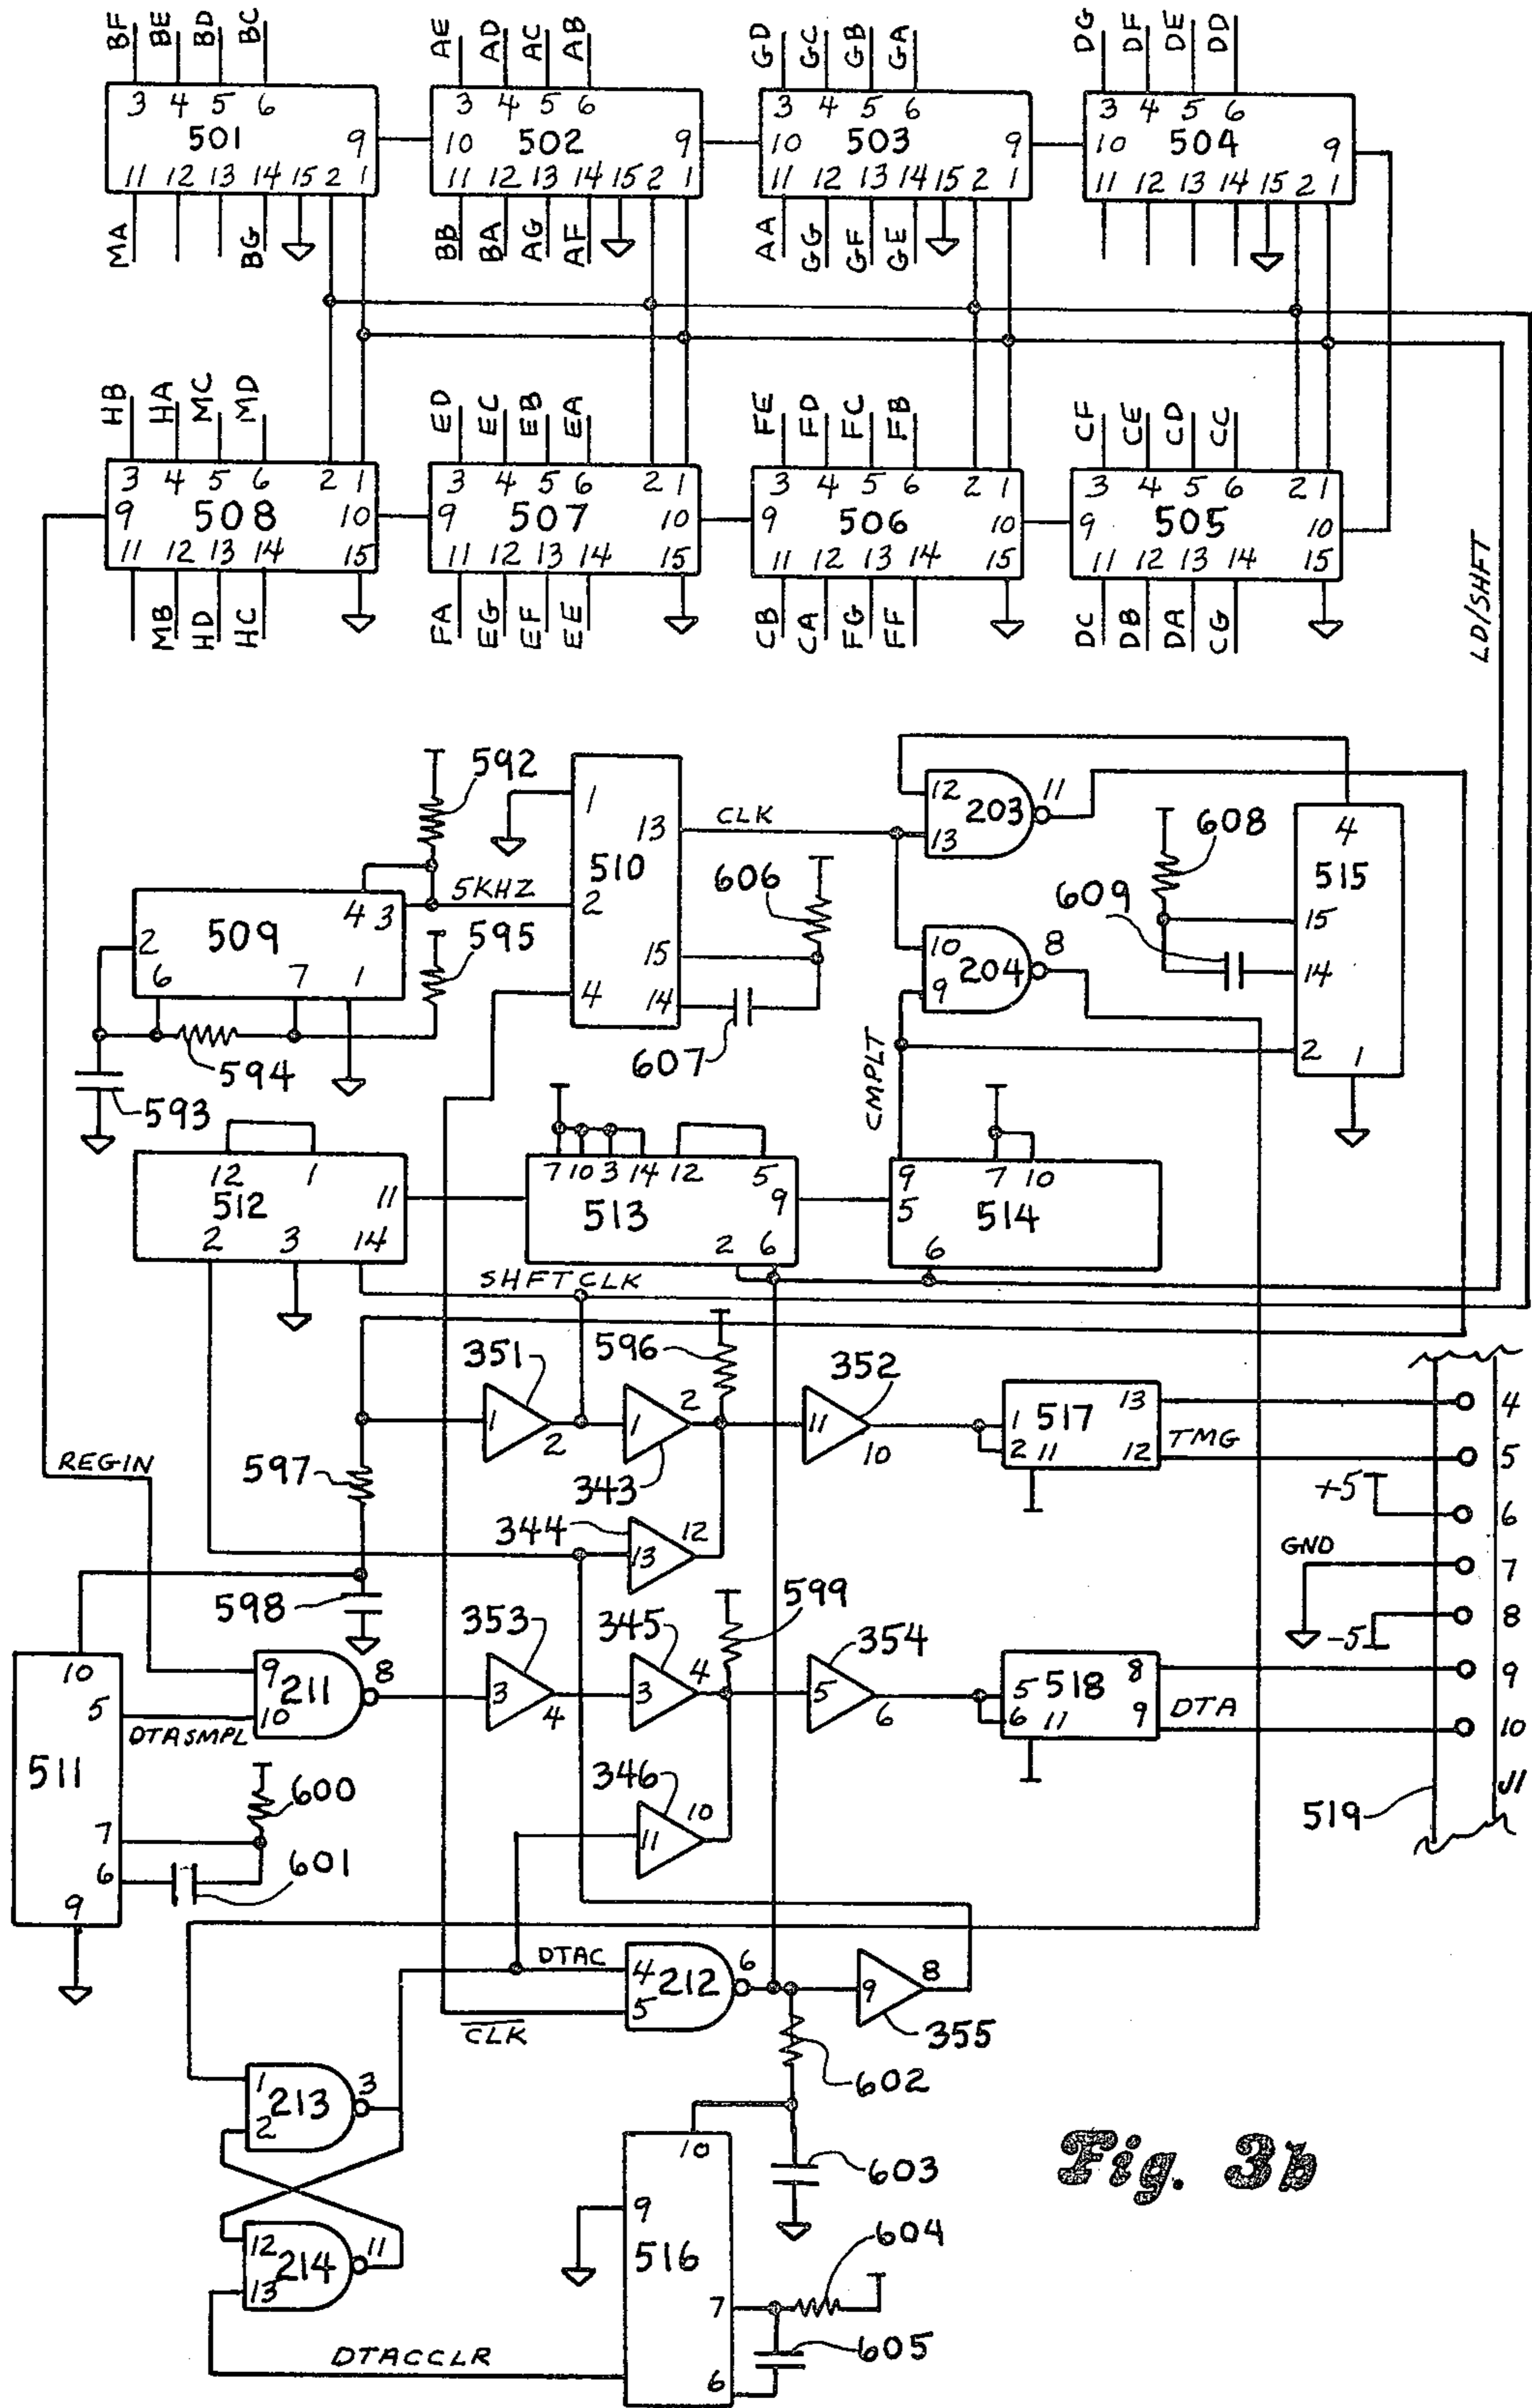 BF BE BD BC AE AD AC AB GD GC GB GA DG DF DE DD
3 4 5 6 3 4 5 6 3 4 5 6 3 4 5 6
501 9 10 502 9 10 503 9 10 504 9
11 12 13 14 15 2 1 11 12 13 14 15 2 1 11 12 13 14 15 2 1 11 12 13 14 15 2 1
MA BG BB BA AG AF AA GG GF GE
HB HA MC MD ED EC EB EA FE FD FC FB CF CE CD CC
3 4 5 6 2 1 3 4 5 6 2 1 3 4 5 6 2 1 3 4 5 6 2 1
9 508 10 9 507 10 9 506 10 9 505 10
11 12 13 14 15 11 12 13 14 15 11 12 13 14 15 11 12 13 14 15
MB HD HC FA EG EF EE CB CA FG FF DC DB DA CG
LD/SHFT
592
1 13 CLK 12 13 203 11 608 4
510 606 609 515
4 3 5KHZ 2 15
2 509 595 15 10 204 8 14
6 7 1 4 14 9
594 607 2 1
593 CMPLT
12 1 7 10 3 14 12 5 9 7 10
512 11 513 9 5 514
2 3 14 2 6 6
SHFTCLK
351 596 352
1 2 1 2 11 10 1 2 11 517 13 4
12 TMG 5
REGIN 597 343 +5 6
344 13 12 GND 7
598 353 345 599 354 -5 8
10 9 211 8 3 4 3 4 5 6 5 6 11 518 8 9
5 10 9 DTA 10
DTASMPL
511 600 346 J1
7 11 10 519
6 601
9
DTAC 4 212 6 9 8
5
CLK 355
1 213 3 602
2
10 603
12 214 11 9 604
13 516
7
605
DTACCLR 6
Fig. 3b